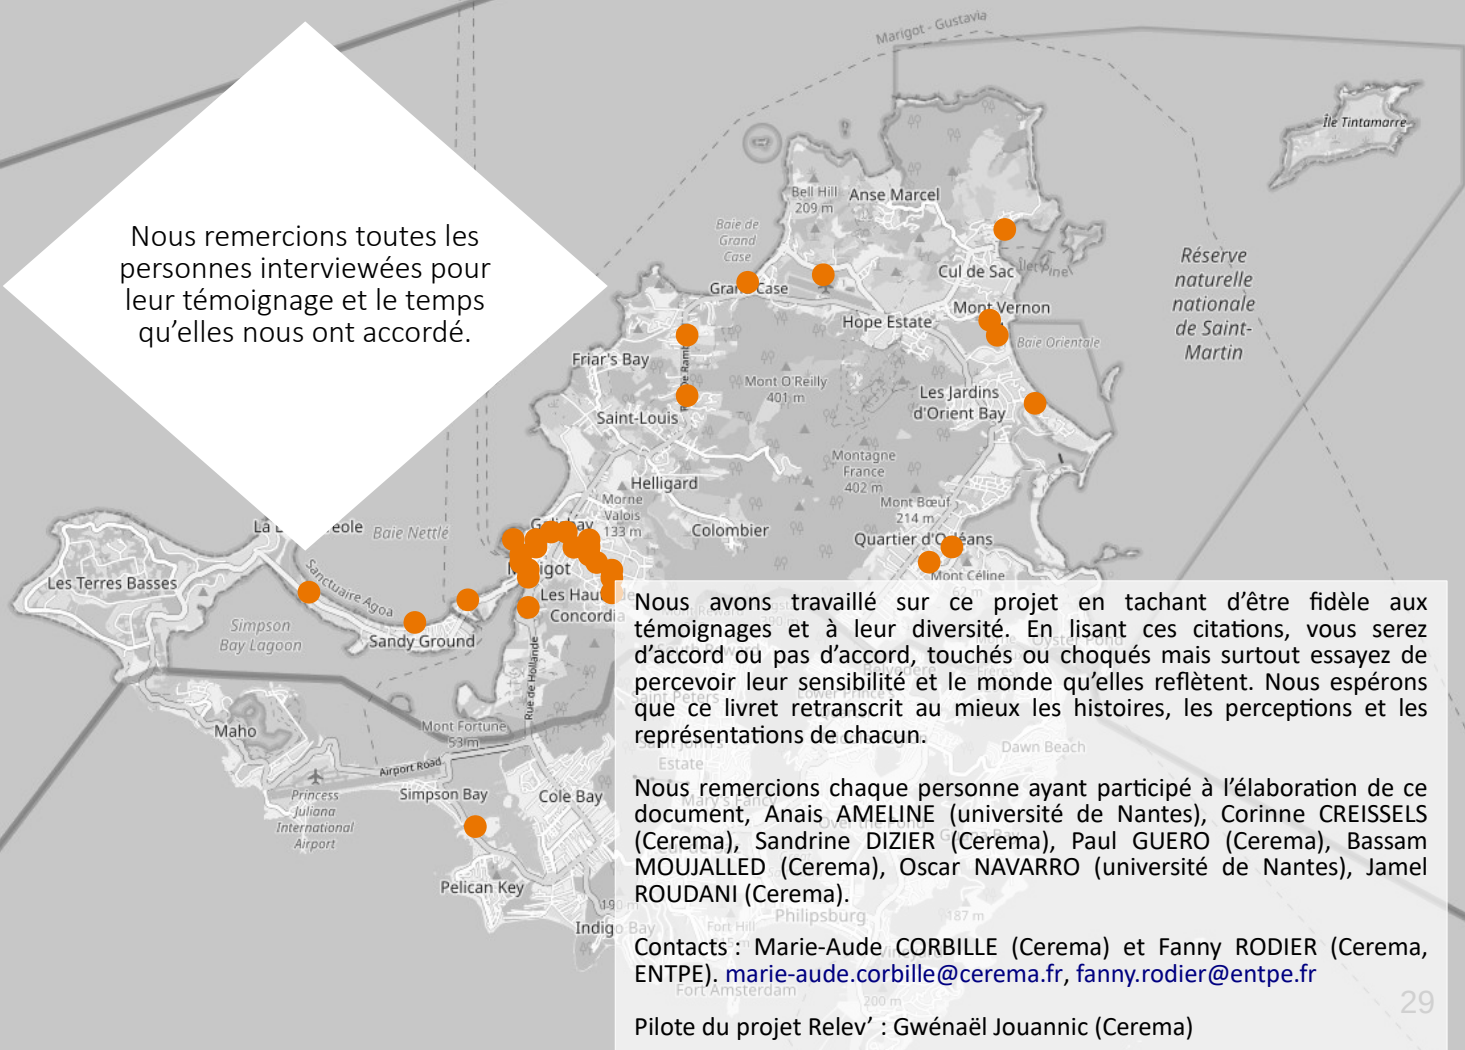 Marigot - Gustavia
Île Tintamarre
Bell Hill
209 m
Anse Marcel
Nous remercions toutes les
personnes interviewées pour
leur témoignage et le temps
qu’elles nous ont accordé.
Baie de
Grand
Case
Cul de Sac
Îlet Pinel
Réserve
naturelle
nationale
de Saint-
Martin
Case
Mont Vernon
Hope Estate
Baie Orientale
Friar's Bay
Mont O'Reilly
401 m
Les Jardins
d'Orient Bay
Saint-Louis
Montagne
France
402 m
Helligard
Morne
Valois
133 m
Mont Bœuf
214 m
Baie Nettlé
Colombier
Quartier d'Orléans
Mont Céline
62 m
Les Terres Basses
Sanctuaire Agoa
Concordia
Simpson
Bay Lagoon
Sandy Ground
Rue de Hollande
Maho
Mont Fortune
53 m
Airport Road
Princess
Juliana
International
Airport
Simpson Bay
Cole Bay
Pelican Key
Indigo Bay
Nous avons travaillé sur ce projet en tachant d’être fidèle aux
témoignages et à leur diversité. En lisant ces citations, vous serez
d’accord ou pas d’accord, touchés ou choqués mais surtout essayez de
percevoir leur sensibilité et le monde qu’elles reflètent. Nous espérons
que ce livret retranscrit au mieux les histoires, les perceptions et les
représentations de chacun.
Estate
Dawn Beach
Nous remercions chaque personne ayant participé à l’élaboration de ce
document, Anais AMELINE (université de Nantes), Corinne CREISSELS
(Cerema), Sandrine DIZIER (Cerema), Paul GUERO (Cerema), Bassam
MOUJALLED (Cerema), Oscar NAVARRO (université de Nantes), Jamel
ROUDANI (Cerema).
Philipsburg
187 m
Fort Hill
Contacts : Marie-Aude CORBILLE (Cerema) et Fanny RODIER (Cerema,
ENTPE). marie-aude.corbille@cerema.fr, fanny.rodier@entpe.fr
Fort Amsterdam
200 m
29
Pilote du projet Relev’ : Gwénaël Jouannic (Cerema)